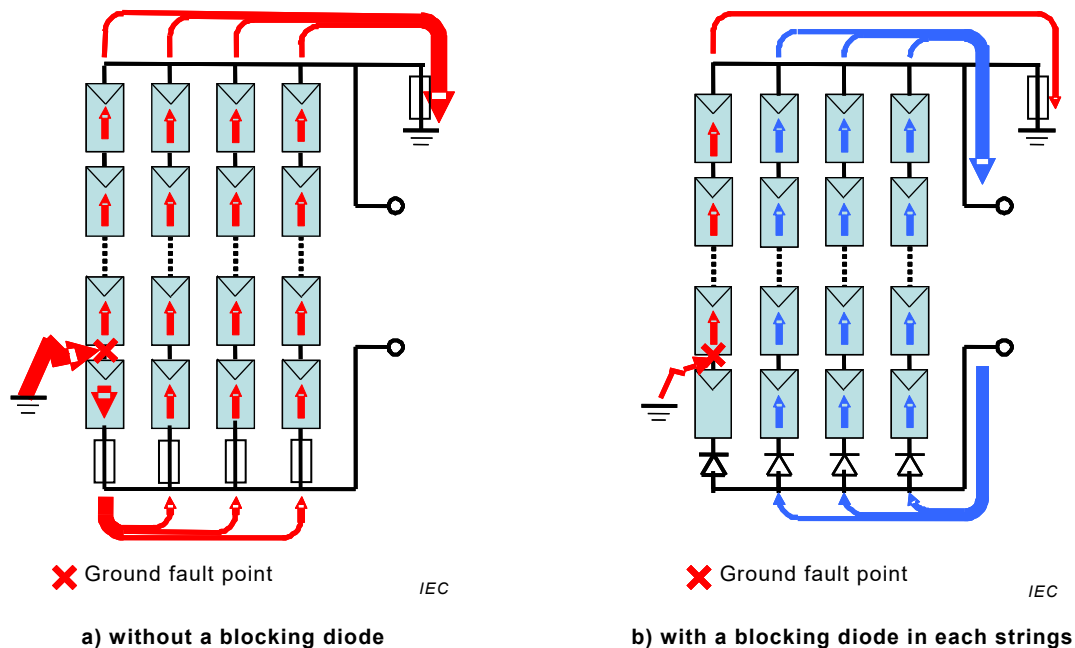 Ground fault point
IEC
a) without a blocking diode
Ground fault point
IEC
b) with a blocking diode in each strings